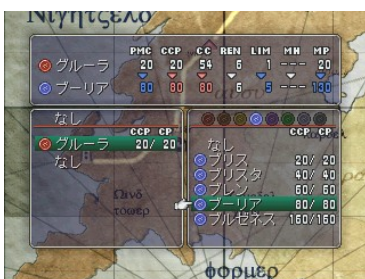 Νίγητζελο
PMC CCP CC REN LIM MH MP
グルーラ 20 20 54 6 1 --- 20
ブーリア 80 80 80 6 5 --- 130
なし
CCP CP
グルーラ 20/ 20
なし
CCP CP
なし
ブリス 20/ 20
ブリスタ 40/ 40
ブレン 60/ 60
ブーリア 80/ 80
ブルゼネス 160/160
Ωινδ
τοωερ
φορμερ